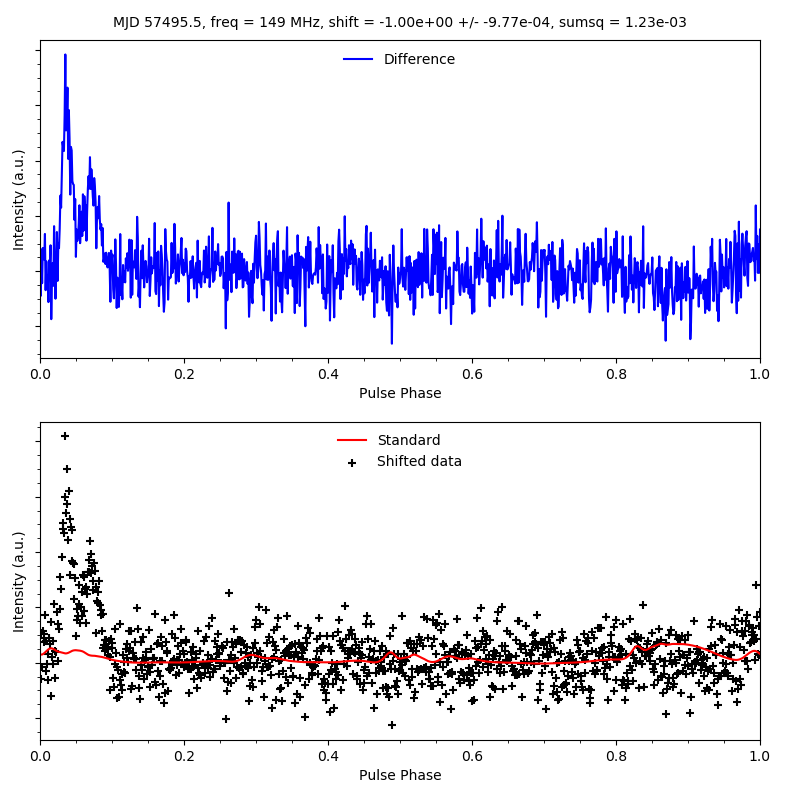 MJD 57495.5, freq = 149 MHz, shift = -1.00e+00 +/- -9.77e-04, sumsq = 1.23e-03
Difference
Intensity (a.u.)
0.0 0.2 0.4 0.6 0.8 1.0
Pulse Phase
Standard
Shifted data
Intensity (a.u.)
0.0 0.2 0.4 0.6 0.8 1.0
Pulse Phase